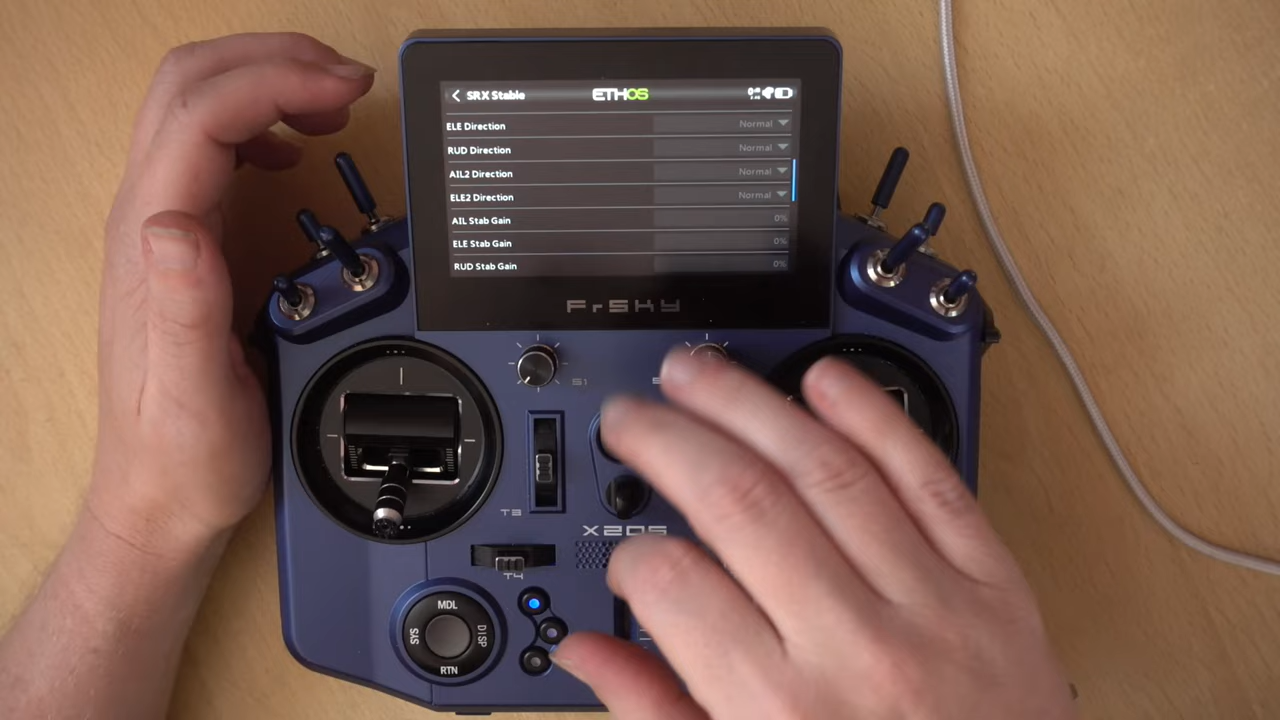 SRX Stable
ETHOS
ELE Direction Normal
RUD Direction Normal
AIL2 Direction Normal
ELE2 Direction Normal
AIL Stab Gain 0%
ELE Stab Gain 0%
RUD Stab Gain 0%
FrSKY
S1
T3
X20S
T4
MDL
SYS
DISP
RTN